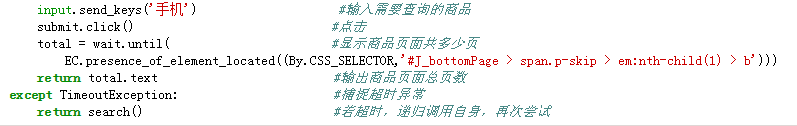 input.send_keys('手机') #输入需要查询的商品
submit.click() #点击
total = wait.until( #显示商品页面共多少页
EC.presence_of_element_located((By.CSS_SELECTOR,'#J_bottomPage > span.p-skip > em:nth-child(1) > b')))
return total.text #输出商品页面总页数
except TimeoutException: #捕捉超时异常
return search() #若超时，递归调用自身，再次尝试